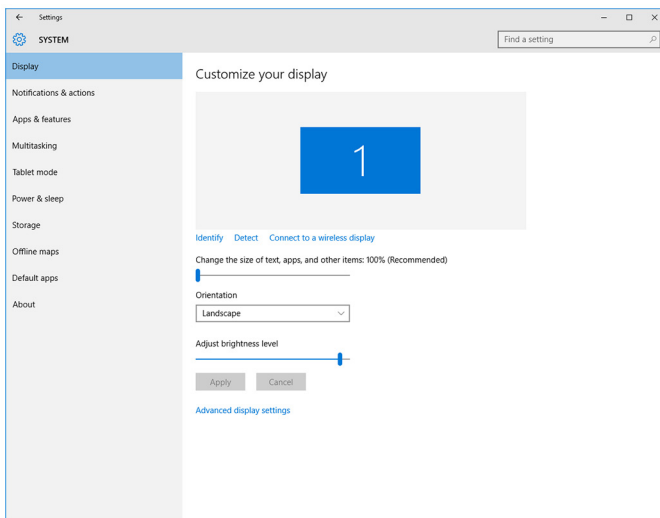 Settings
SYSTEM
Find a setting
Display
Notifications & actions
Apps & features
Multitasking
Tablet mode
Power & sleep
Storage
Offline maps
Default apps
About
Customize your display
1
Identify Detect Connect to a wireless display
Change the size of text, apps, and other items: 100% (Recommended)
Orientation
Landscape
Adjust brightness level
Apply Cancel
Advanced display settings